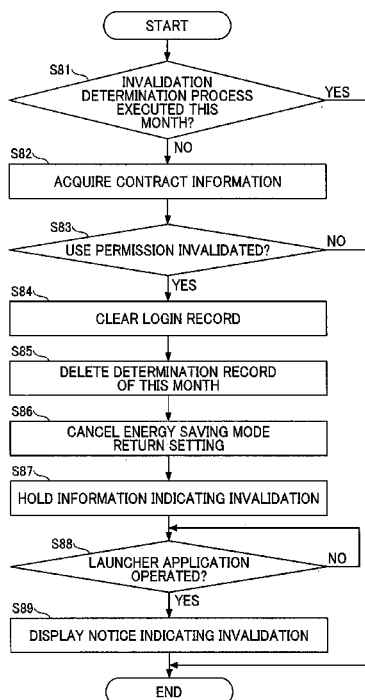 START
S81
INVALIDATION
DETERMINATION PROCESS
EXECUTED THIS
MONTH?
YES
NO
S82
ACQUIRE CONTRACT INFORMATION
S83
USE PERMISSION INVALIDATED?
NO
YES
S84
CLEAR LOGIN RECORD
S85
DELETE DETERMINATION RECORD
OF THIS MONTH
S86
CANCEL ENERGY SAVING MODE
RETURN SETTING
S87
HOLD INFORMATION INDICATING INVALIDATION
S88
LAUNCHER APPLICATION
OPERATED?
NO
YES
S89
DISPLAY NOTICE INDICATING INVALIDATION
END